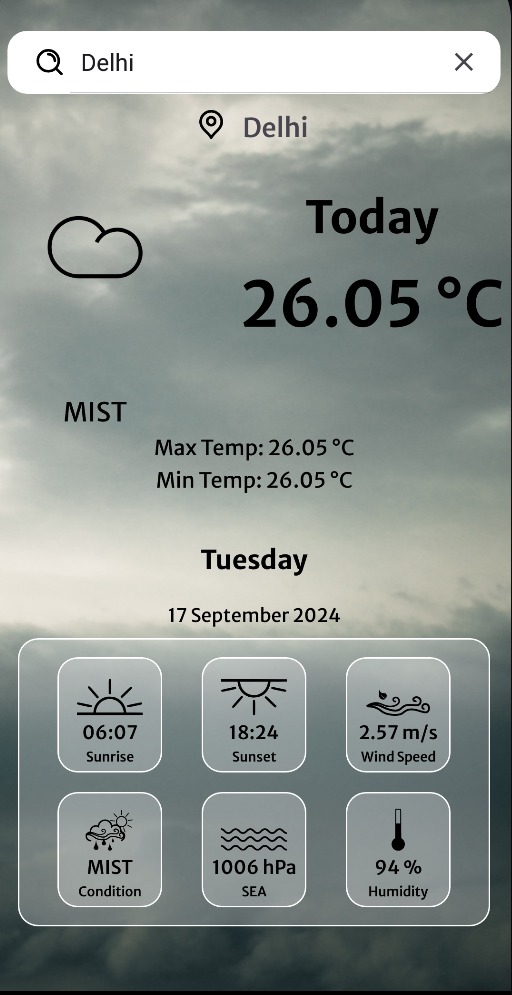 Delhi
Delhi
Today
26.05 °C
MIST
Max Temp: 26.05 °C
Min Temp: 26.05 °C
Tuesday
17 September 2024
06:07
Sunrise
18:24
Sunset
2.57 m/s
Wind Speed
MIST
Condition
1006 hPa
SEA
94 %
Humidity